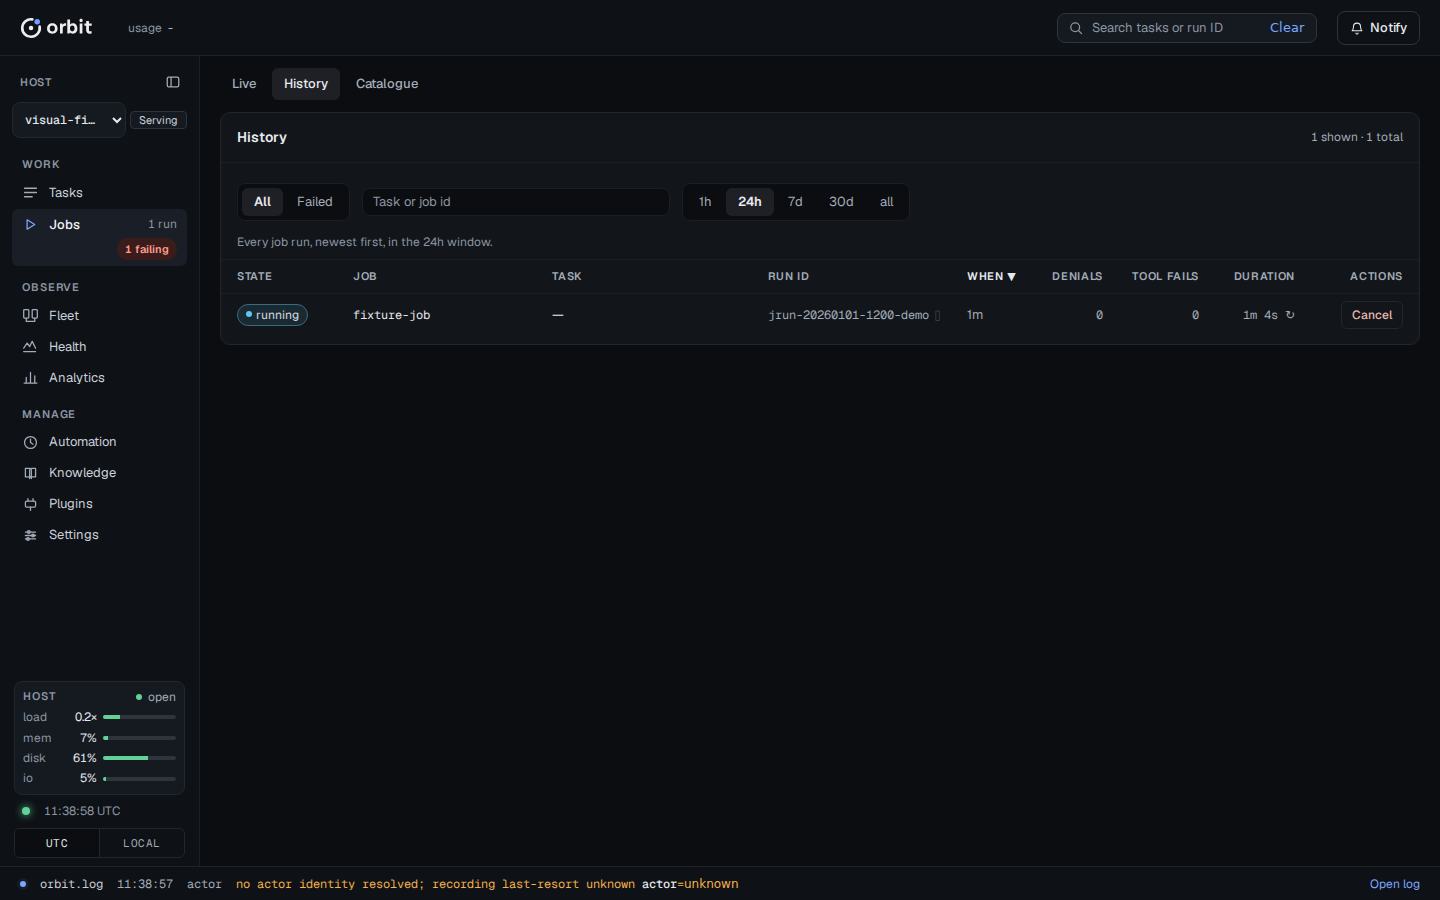 orbit
usage -
Search tasks or run ID Clear
Notify
HOST
visual-fi… Serving
WORK
Tasks
Jobs 1 run
1 failing
OBSERVE
Fleet
Health
Analytics
MANAGE
Automation
Knowledge
Plugins
Settings
HOST open
load 0.2×
mem 7%
disk 61%
io 5%
11:38:58 UTC
UTC LOCAL
Live History Catalogue
History 1 shown · 1 total
All Failed Task or job id 1h 24h 7d 30d all
Every job run, newest first, in the 24h window.
STATE JOB TASK RUN ID WHEN ▼ DENIALS TOOL FAILS DURATION ACTIONS
running fixture-job — jrun-20260101-1200-demo 1m 0 0 1m 4s ↻ Cancel
orbit.log 11:38:57 actor no actor identity resolved; recording last-resort unknown actor=unknown Open log